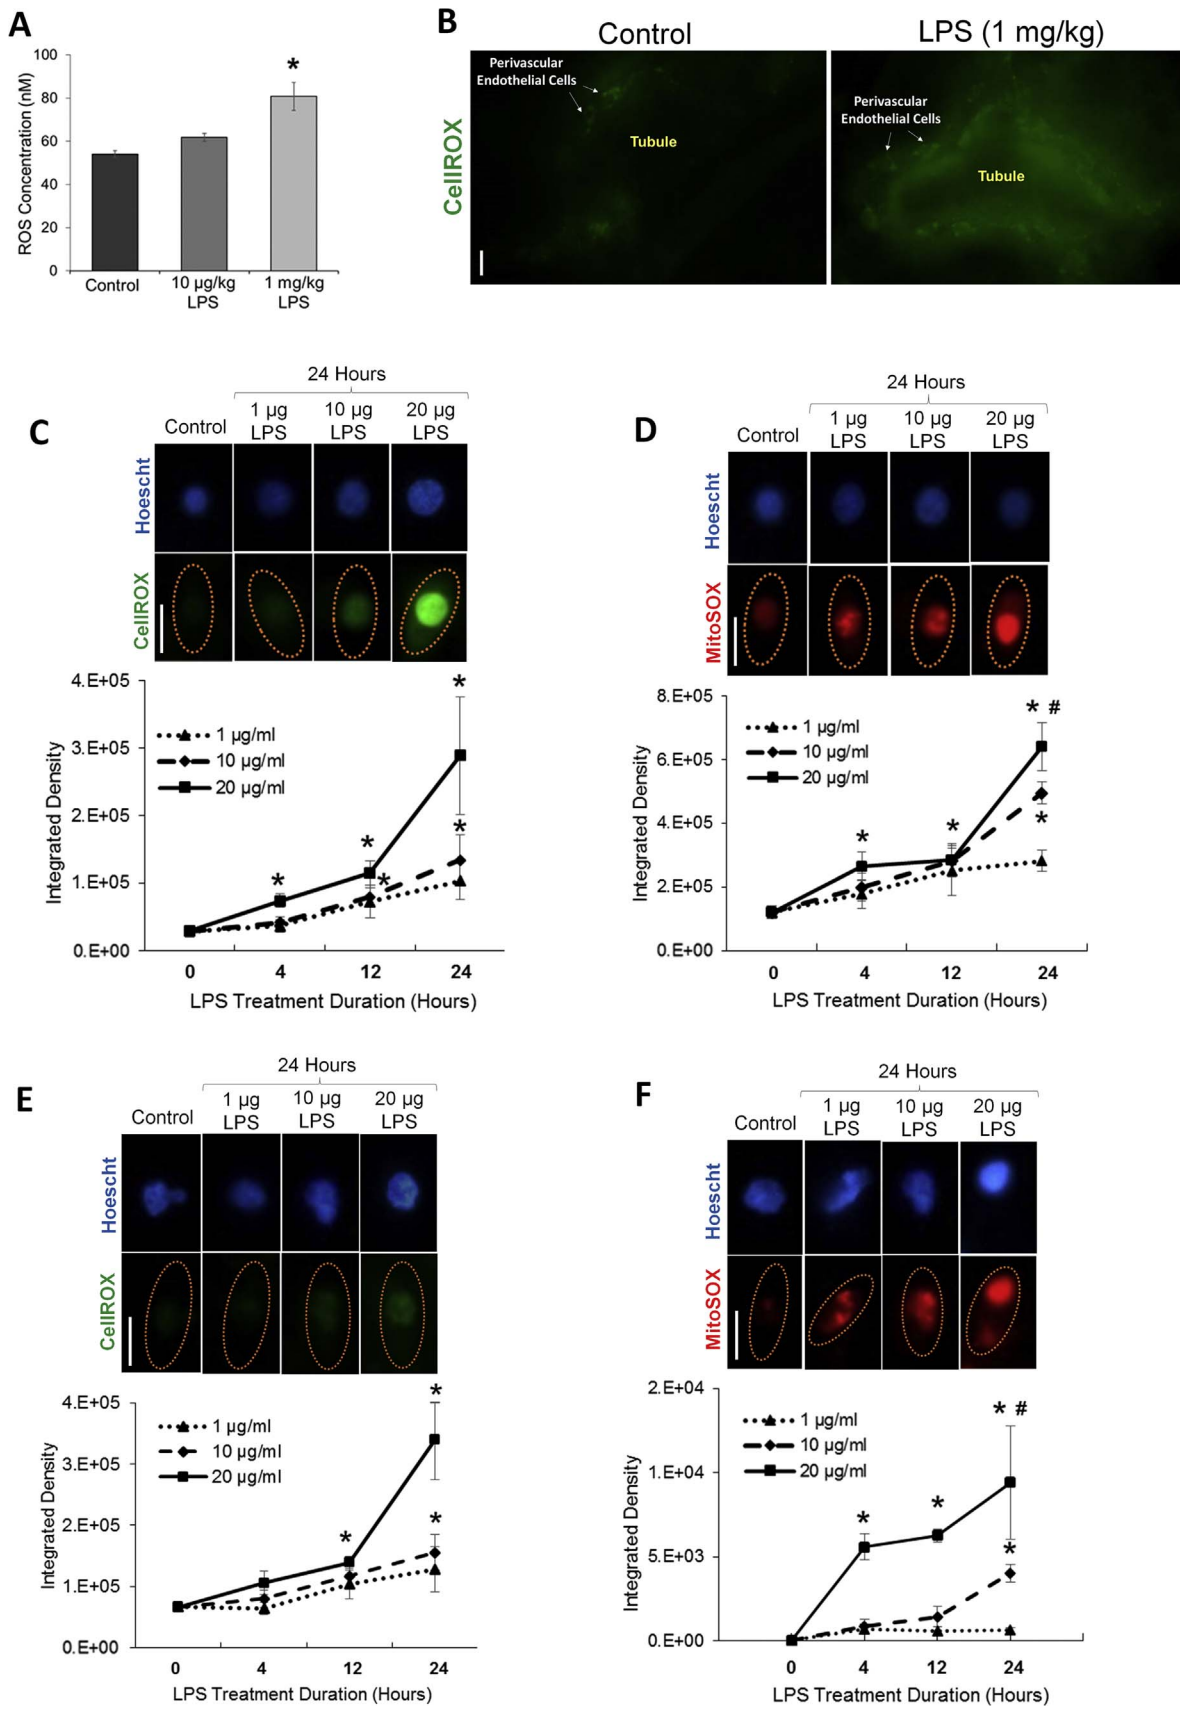 A
100
80
60
40
20
0
ROS Concentration (nM)
*
Control
10 µg/kg
LPS
1 mg/kg
LPS
B
Control
LPS (1 mg/kg)
CellROX
Perivascular
Endothelial Cells
Tubule
Perivascular
Endothelial Cells
Tubule
C
24 Hours
Control
1 µg
LPS
10 µg
LPS
20 µg
LPS
Hoescht
CellROX
4.E+05
3.E+05
2.E+05
1.E+05
0.E+00
Integrated Density
1 µg/ml
10 µg/ml
20 µg/ml
*
*
*
*
*
0 4 12 24
LPS Treatment Duration (Hours)
D
24 Hours
Control
1 µg
LPS
10 µg
LPS
20 µg
LPS
Hoescht
MitoSOX
8.E+05
6.E+05
4.E+05
2.E+05
0.E+00
Integrated Density
1 µg/ml
10 µg/ml
20 µg/ml
* #
*
*
*
0 4 12 24
LPS Treatment Duration (Hours)
E
24 Hours
Control
1 µg
LPS
10 µg
LPS
20 µg
LPS
Hoescht
CellROX
4.E+05
3.E+05
2.E+05
1.E+05
0.E+00
Integrated Density
1 µg/ml
10 µg/ml
20 µg/ml
*
*
*
0 4 12 24
LPS Treatment Duration (Hours)
F
24 Hours
Control
1 µg
LPS
10 µg
LPS
20 µg
LPS
Hoescht
MitoSOX
2.E+04
1.E+04
5.E+03
0.E+00
Integrated Density
1 µg/ml
10 µg/ml
20 µg/ml
* #
*
*
*
0 4 12 24
LPS Treatment Duration (Hours)